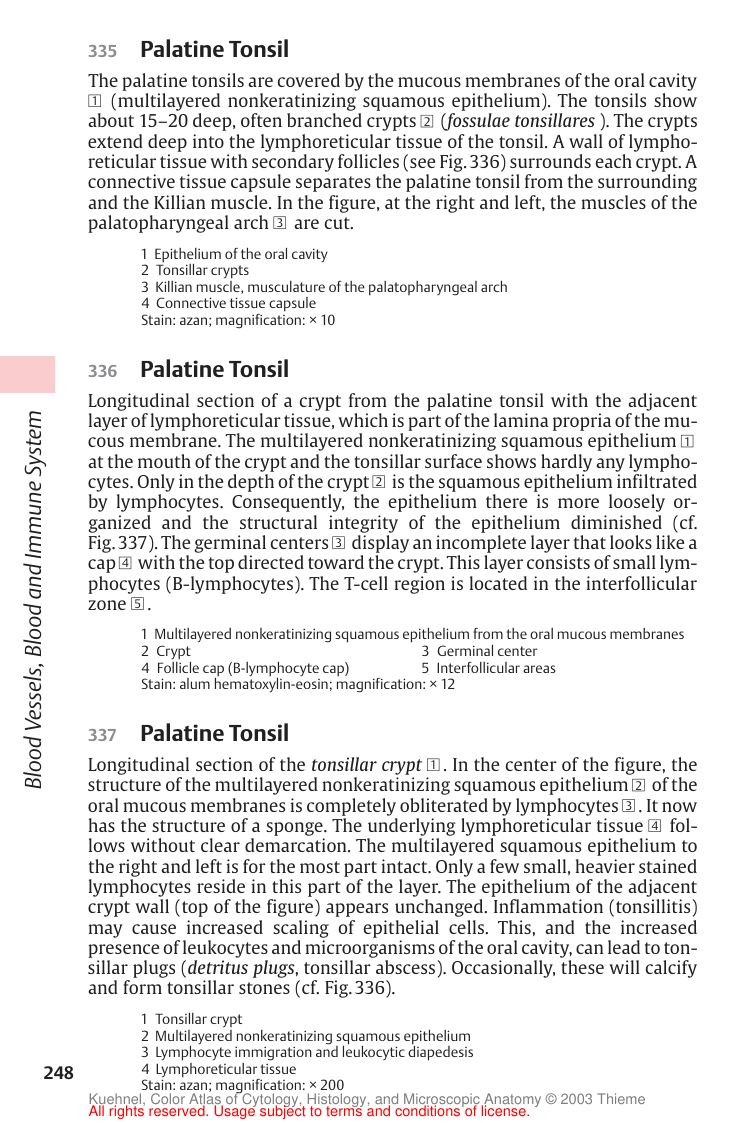 335 Palatine Tonsil
The palatine tonsils are covered by the mucous membranes of the oral cavity
1 (multilayered nonkeratinizing squamous epithelium). The tonsils show
about 15–20 deep, often branched crypts 2 (fossulae tonsillares ). The crypts
extend deep into the lymphoreticular tissue of the tonsil. A wall of lympho-
reticular tissue with secondary follicles (see Fig. 336) surrounds each crypt. A
connective tissue capsule separates the palatine tonsil from the surrounding
and the Killian muscle. In the figure, at the right and left, the muscles of the
palatopharyngeal arch 3 are cut.
1 Epithelium of the oral cavity
2 Tonsillar crypts
3 Killian muscle, musculature of the palatopharyngeal arch
4 Connective tissue capsule
Stain: azan; magnification: × 10
336 Palatine Tonsil
Longitudinal section of a crypt from the palatine tonsil with the adjacent
layer of lymphoreticular tissue, which is part of the lamina propria of the mu-
cous membrane. The multilayered nonkeratinizing squamous epithelium 1
at the mouth of the crypt and the tonsillar surface shows hardly any lympho-
cytes. Only in the depth of the crypt 2 is the squamous epithelium infiltrated
by lymphocytes. Consequently, the epithelium there is more loosely or-
ganized and the structural integrity of the epithelium diminished (cf.
Fig. 337). The germinal centers 3 display an incomplete layer that looks like a
cap 4 with the top directed toward the crypt. This layer consists of small lym-
phocytes (B-lymphocytes). The T-cell region is located in the interfollicular
zone 5 .
1 Multilayered nonkeratinizing squamous epithelium from the oral mucous membranes
2 Crypt 3 Germinal center
4 Follicle cap (B-lymphocyte cap) 5 Interfollicular areas
Stain: alum hematoxylin-eosin; magnification: × 12
Blood Vessels, Blood and Immune System
337 Palatine Tonsil
Longitudinal section of the tonsillar crypt 1 . In the center of the figure, the
structure of the multilayered nonkeratinizing squamous epithelium 2 of the
oral mucous membranes is completely obliterated by lymphocytes 3 . It now
has the structure of a sponge. The underlying lymphoreticular tissue 4 fol-
lows without clear demarcation. The multilayered squamous epithelium to
the right and left is for the most part intact. Only a few small, heavier stained
lymphocytes reside in this part of the layer. The epithelium of the adjacent
crypt wall (top of the figure) appears unchanged. Inflammation (tonsillitis)
may cause increased scaling of epithelial cells. This, and the increased
presence of leukocytes and microorganisms of the oral cavity, can lead to ton-
sillar plugs (detritus plugs, tonsillar abscess). Occasionally, these will calcify
and form tonsillar stones (cf. Fig. 336).
1 Tonsillar crypt
2 Multilayered nonkeratinizing squamous epithelium
3 Lymphocyte immigration and leukocytic diapedesis
4 Lymphoreticular tissue
Stain: azan; magnification: × 200
248
Kuehnel, Color Atlas of Cytology, Histology, and Microscopic Anatomy © 2003 Thieme
All rights reserved. Usage subject to terms and conditions of license.